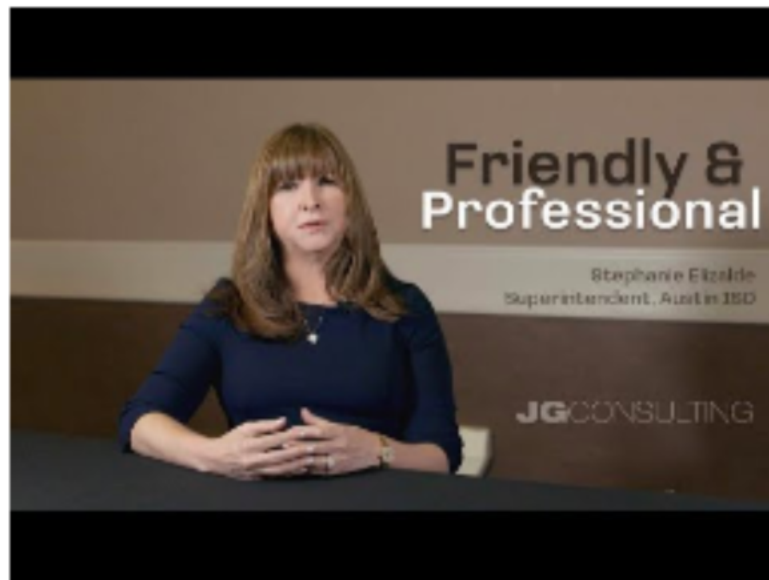 Friendly &
Professional
Stephanie Elizalde
Superintendent, Austin ISD
JGCONSULTING